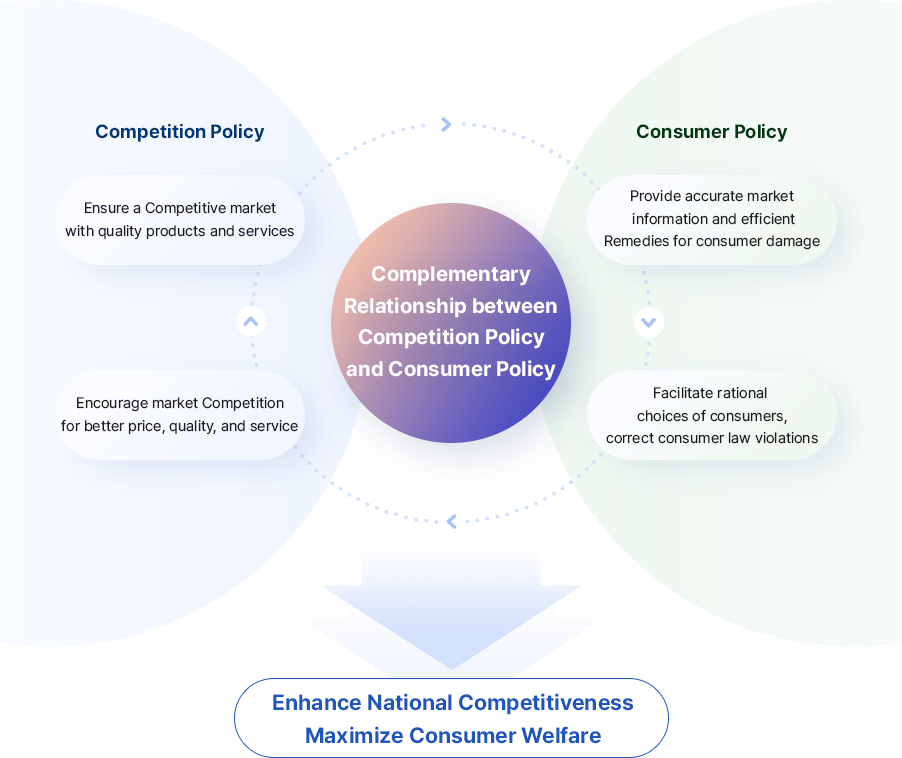 Competition Policy
Ensure a Competitive market
with quality products and services
Encourage market Competition
for better price, quality, and service
Complementary
Relationship between
Competition Policy
and Consumer Policy
Consumer Policy
Provide accurate market
information and efficient
Remedies for consumer damage
Facilitate rational
choices of consumers,
correct consumer law violations
Enhance National Competitiveness
Maximize Consumer Welfare